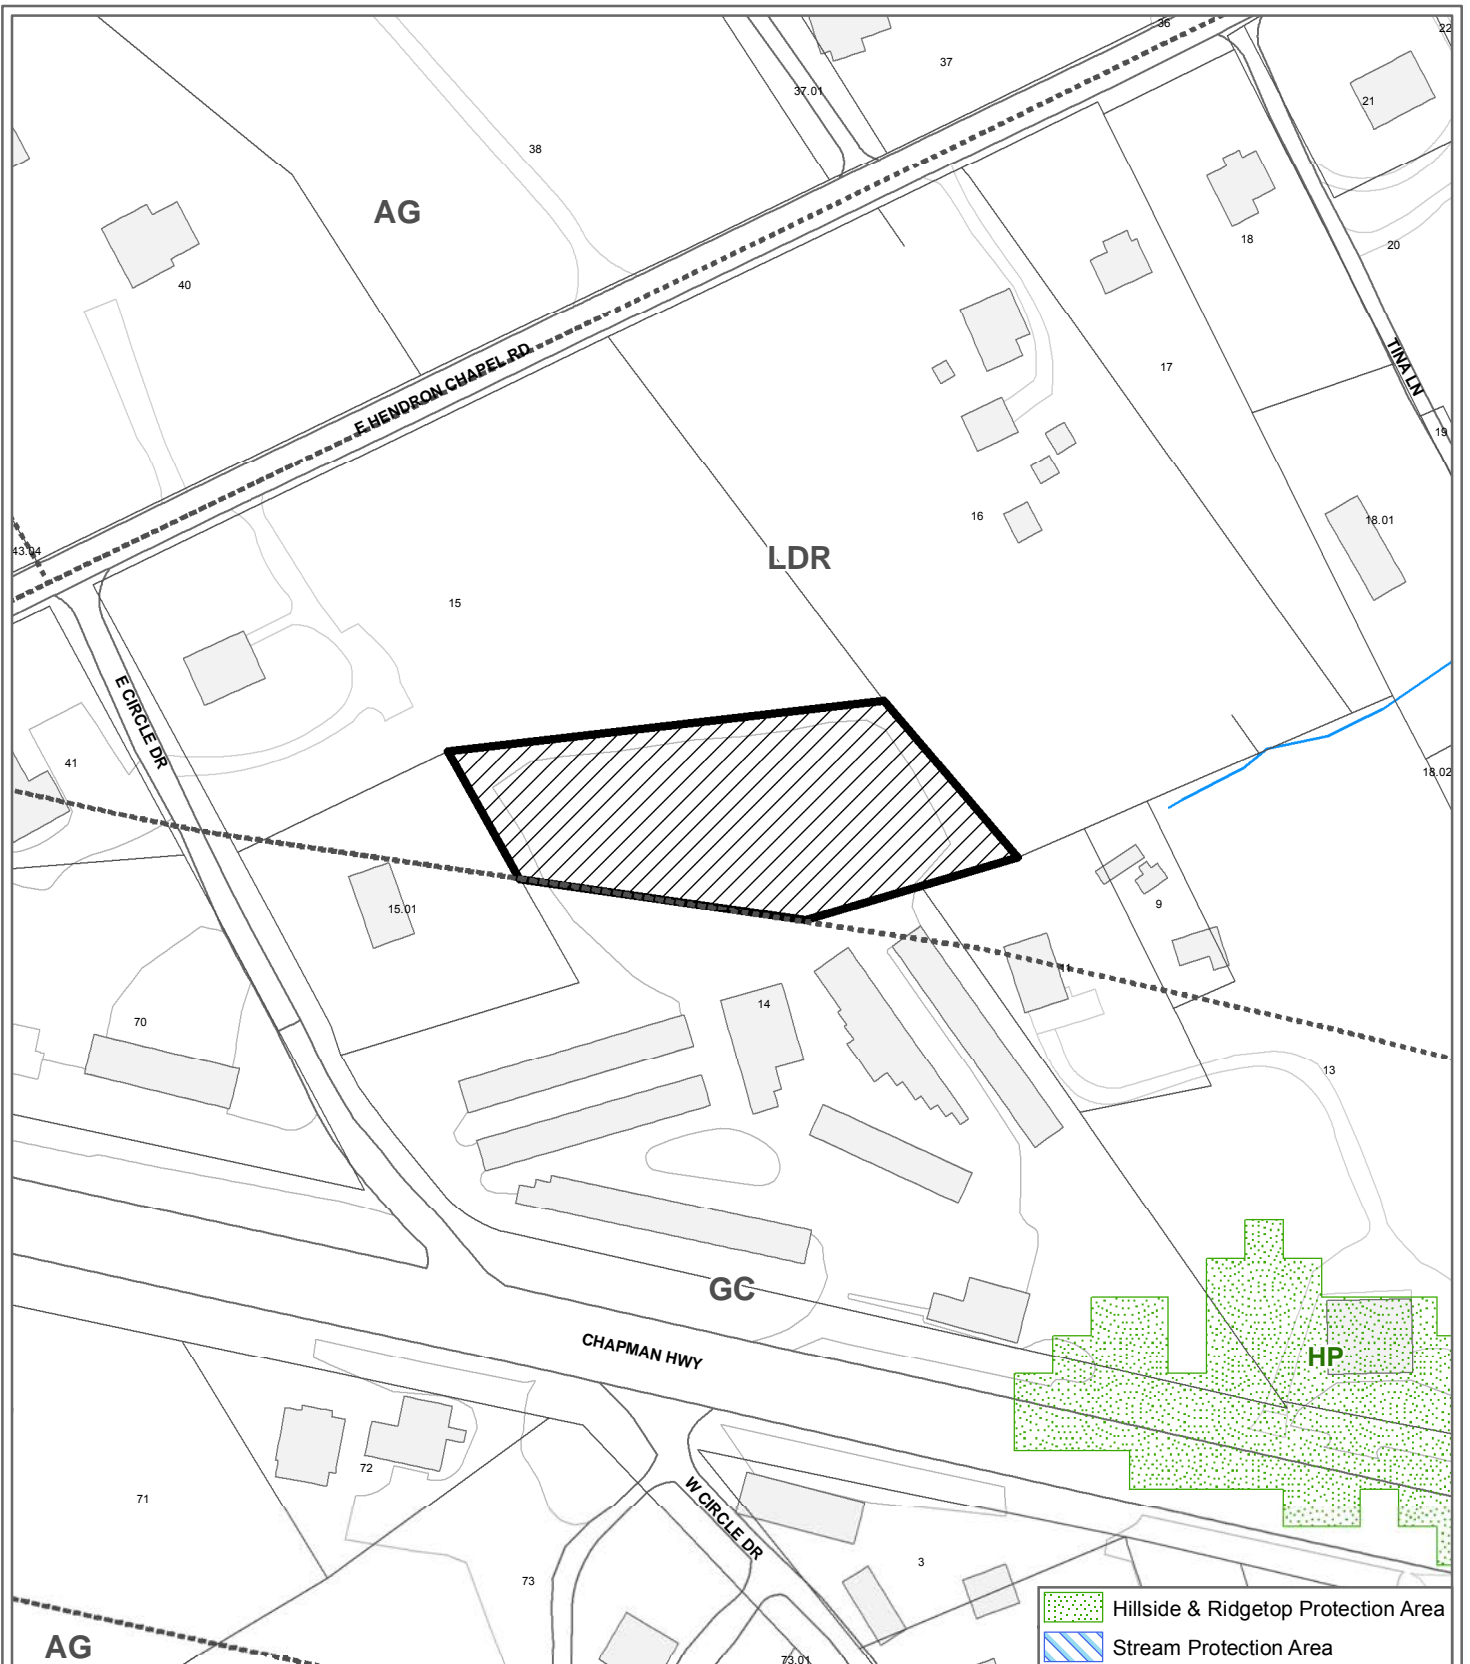 36
22
37
37.01
21
38
AG
18
20
40
TINA LN
17
E HENDRON CHAPEL RD
19
16
18.01
43.04
LDR
15
E CIRCLE DR
41
18.02
15.01
9
11
14
70
13
GC
CHAPMAN HWY
HP
72
71
W CIRCLE DR
3
73
Hillside & Ridgetop Protection Area
AG
Stream Protection Area
73.01